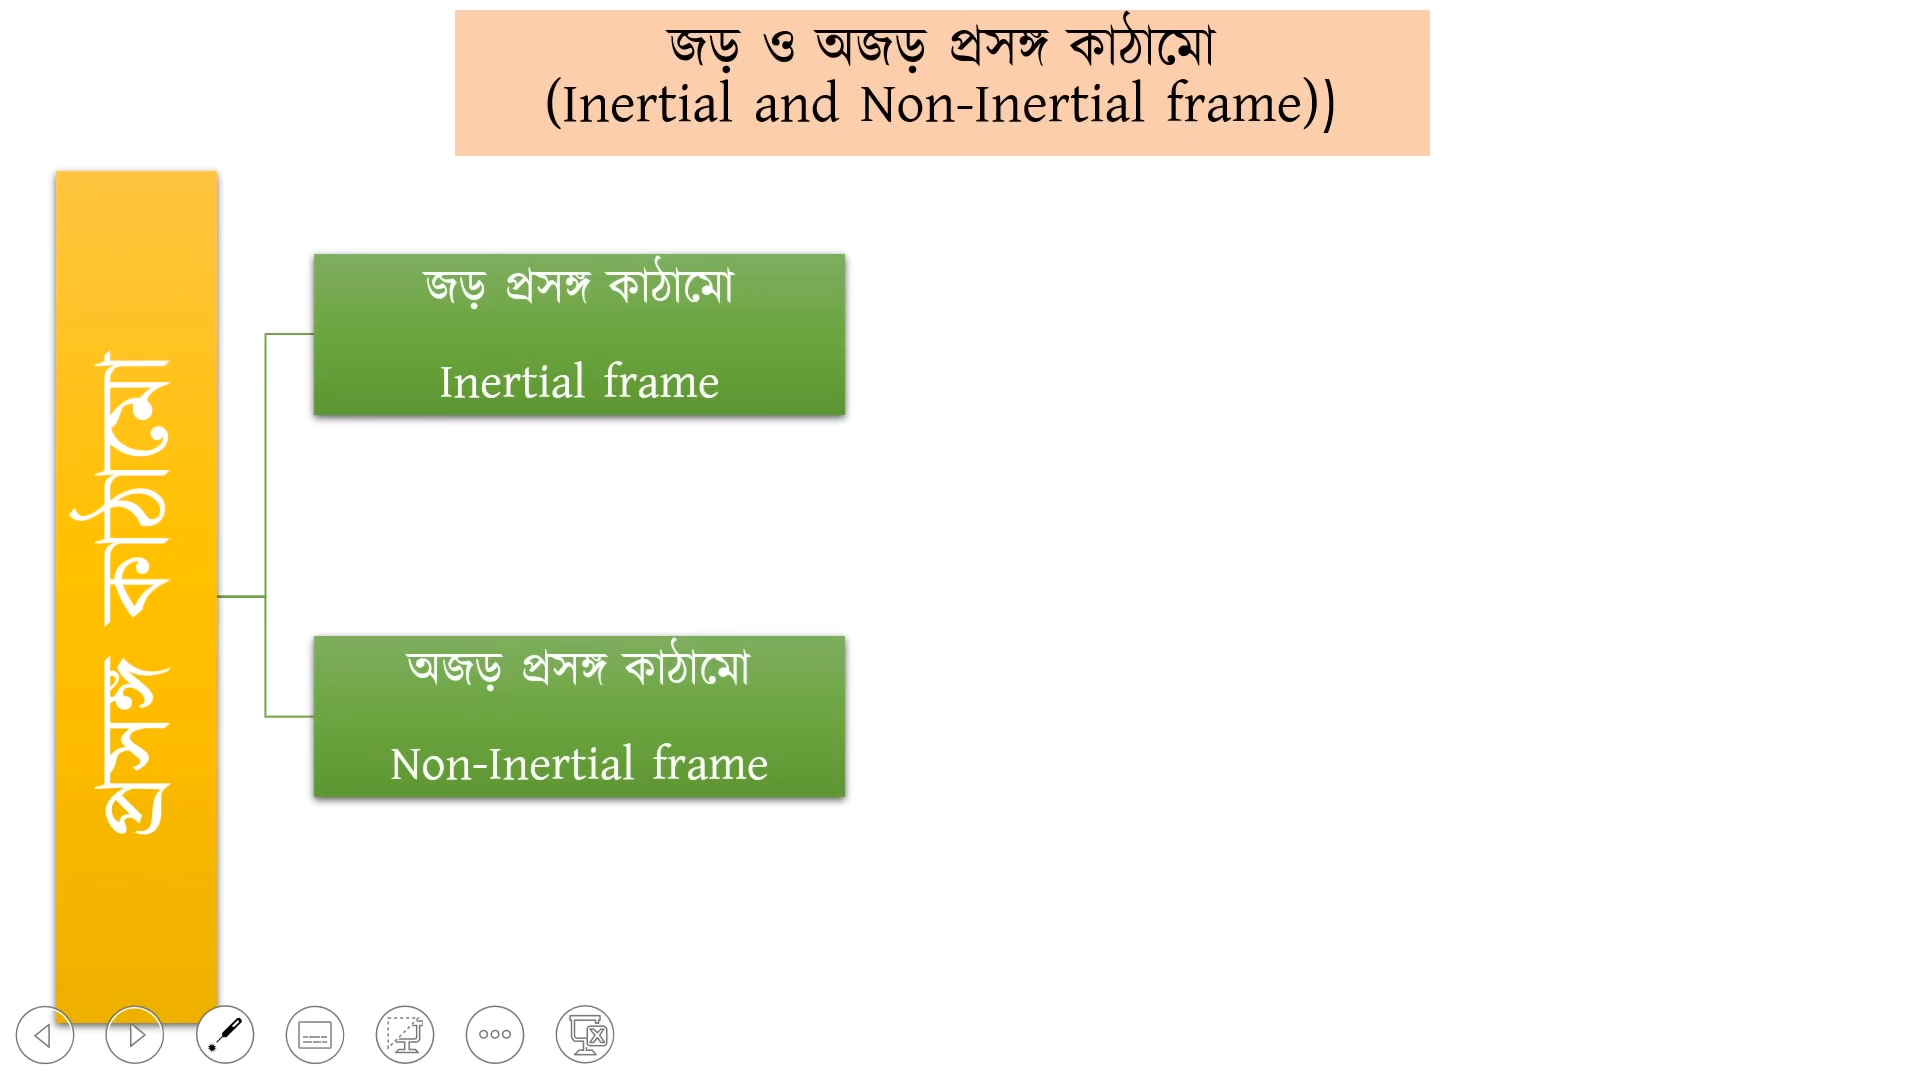 জড় ও অজড় প্রসঙ্গ কাঠামো
(Inertial and Non-Inertial frame))
প্রসঙ্গ কাঠামো
জড় প্রসঙ্গ কাঠামো
Inertial frame
অজড় প্রসঙ্গ কাঠামো
Non-Inertial frame